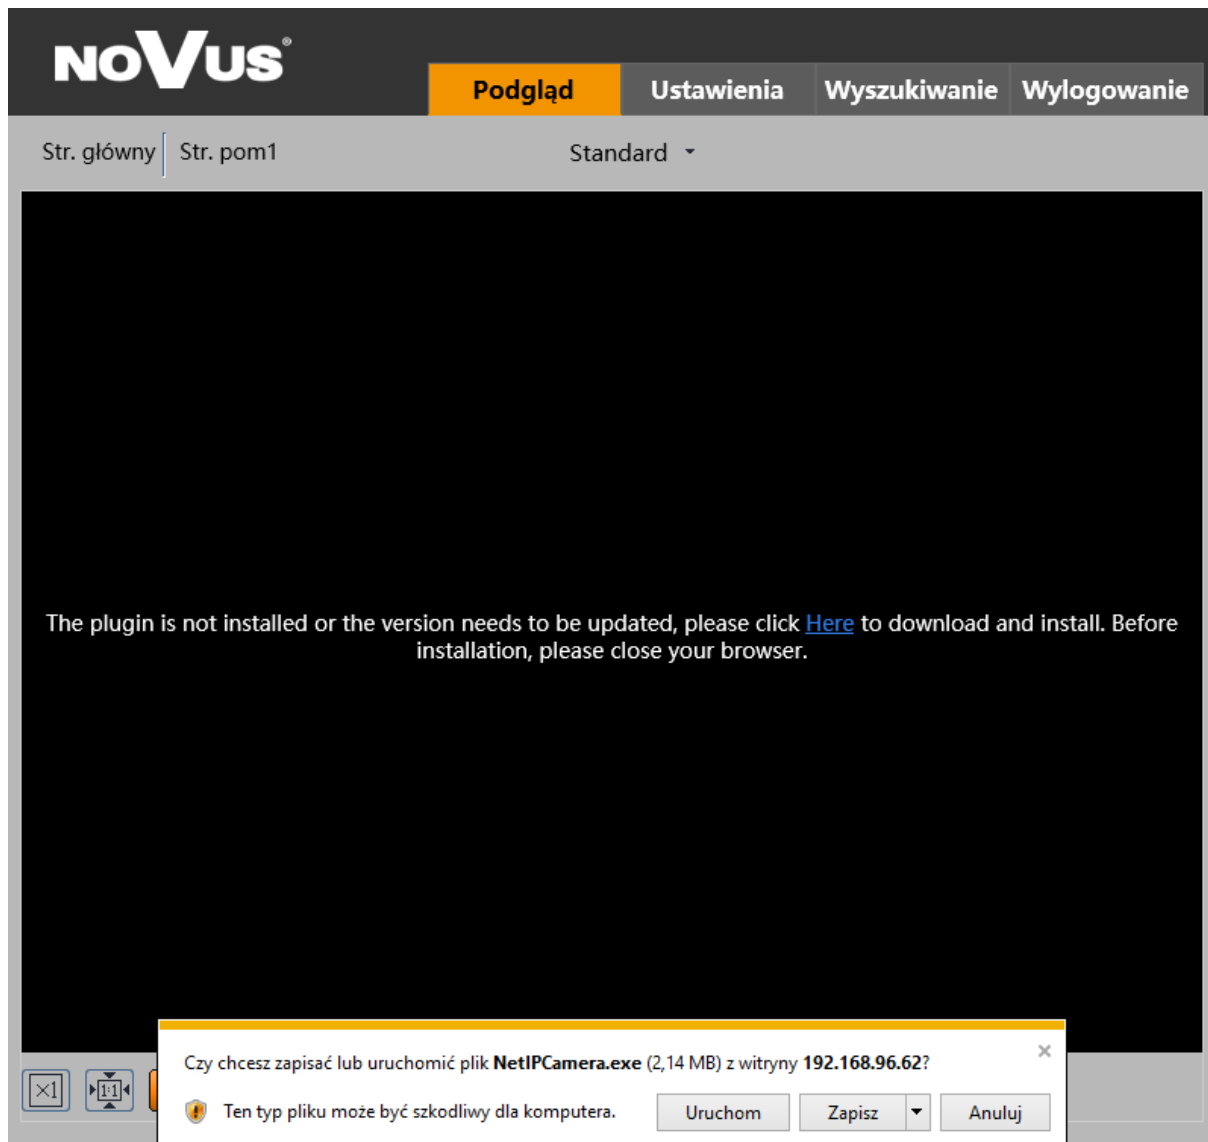 NOVUS®
Podgląd Ustawienia Wyszukiwanie Wylogowanie
Str. główny Str. pom1 Standard
The plugin is not installed or the version needs to be updated, please click Here to download and install. Before
installation, please close your browser.
Czy chcesz zapisać lub uruchomić plik NetIPCamera.exe (2,14 MB) z witryny 192.168.96.62?
Ten typ pliku może być szkodliwy dla komputera. Uruchom Zapisz Anuluj
×1 1:1